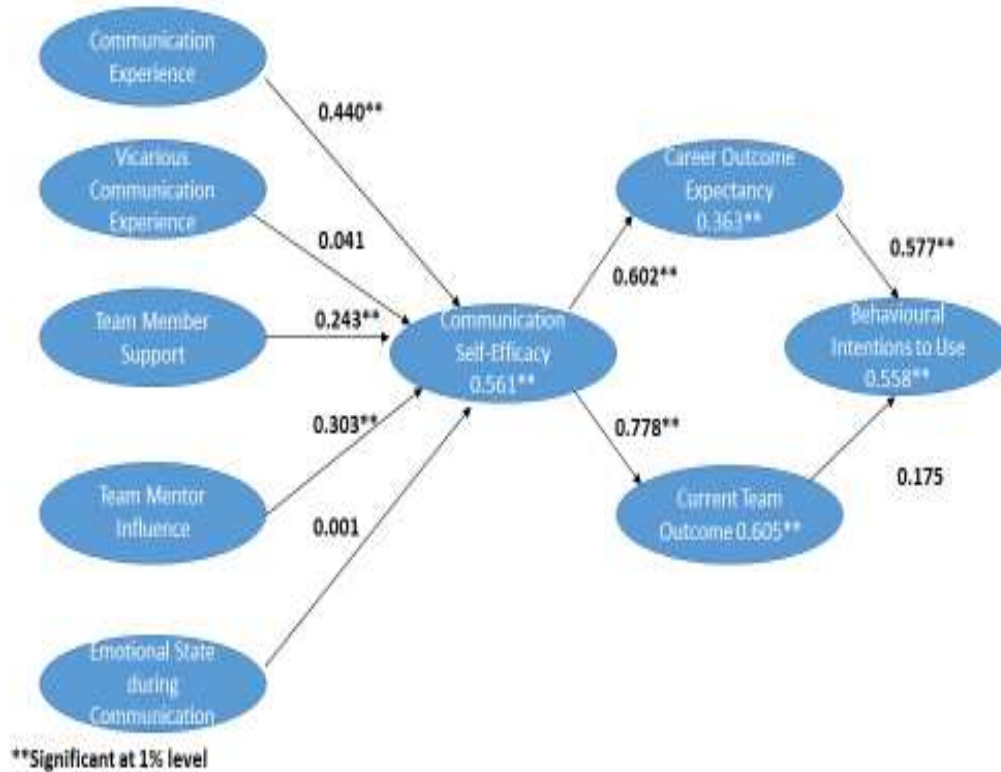 Communication
Experience
0.440**
Vicarious
Communication
Experience
0.041
Team Member
Support
0.243**
Team Mentor
Influence
0.303**
Emotional State
during
Communication
0.001
Communication
Self-Efficacy
0.561**
Career Outcome
Expectancy
0.363**
0.602**
0.577**
Behavioural
Intentions to Use
0.558**
0.778**
Current Team
Outcome 0.605**
0.175
**Significant at 1% level